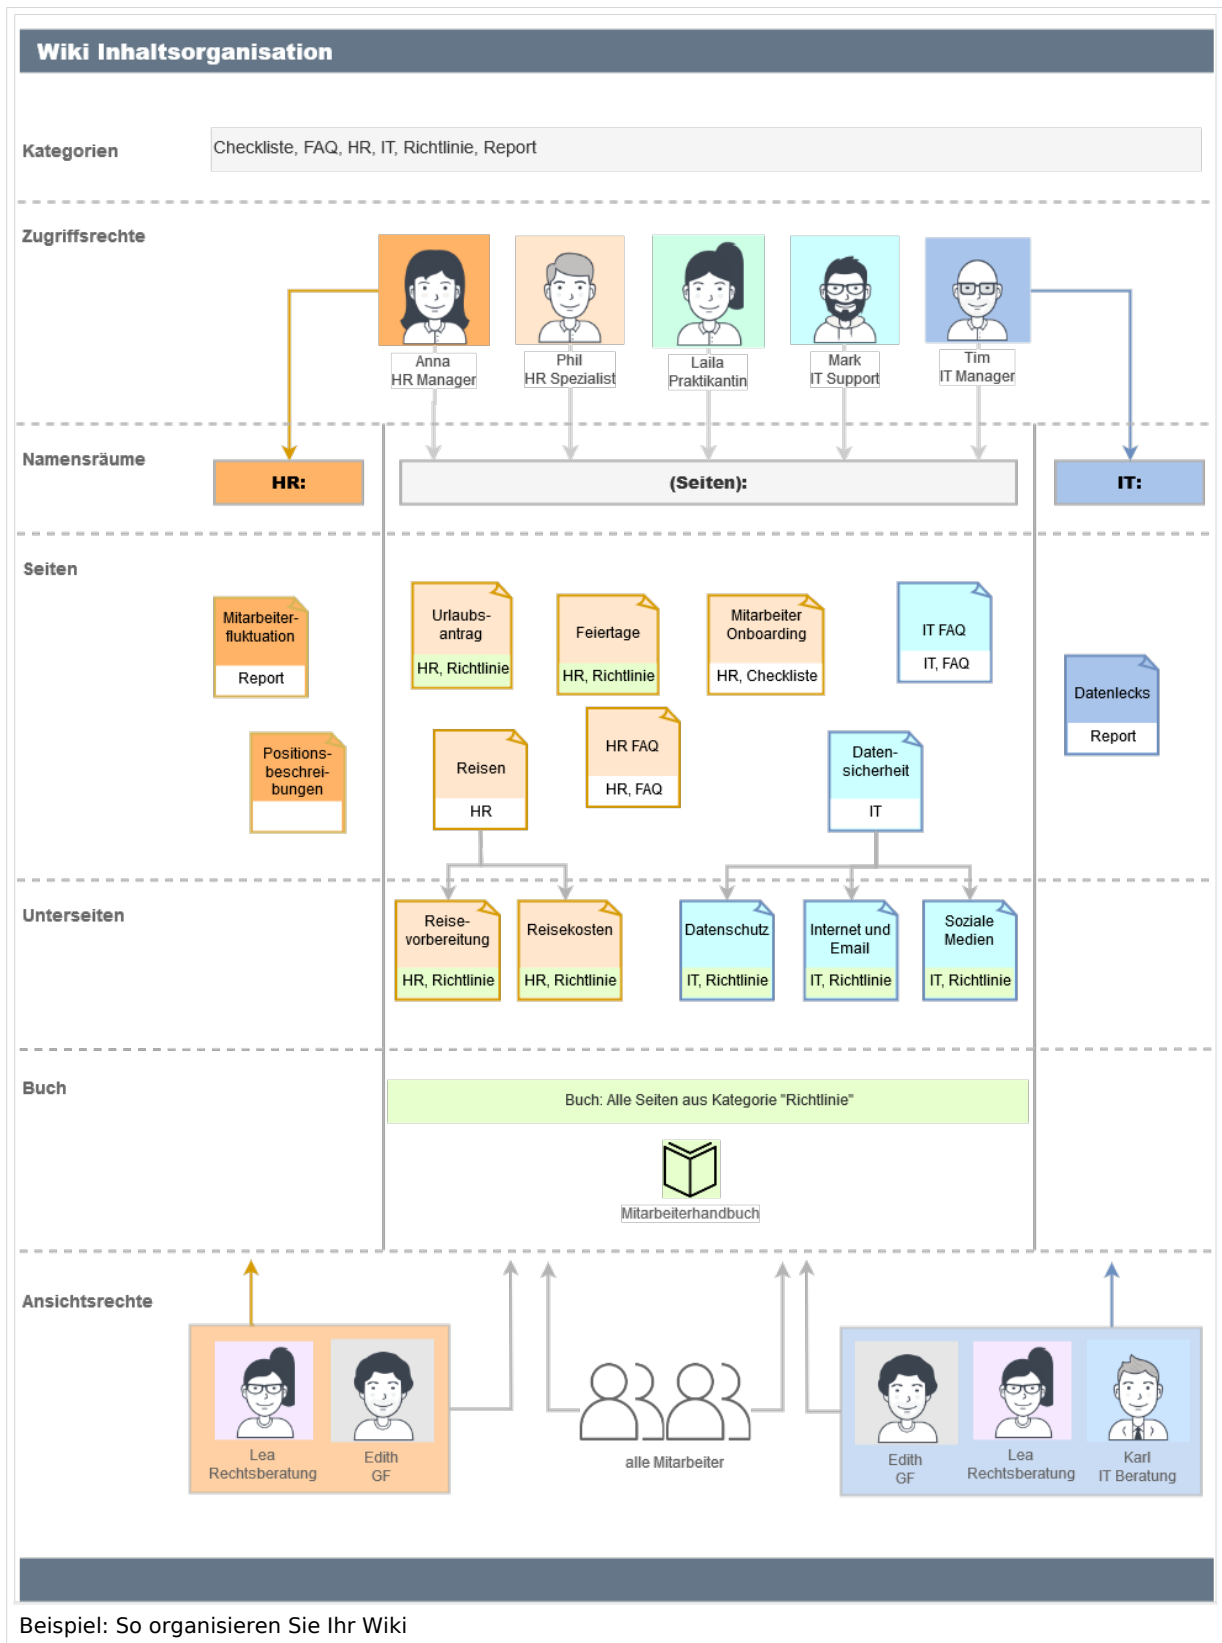 Wiki Inhaltsorganisation
Kategorien
Checkliste, FAQ, HR, IT, Richtlinie, Report
Zugriffsrechte
Anna
HR Manager
Phil
HR Spezialist
Laila
Praktikantin
Mark
IT Support
Tim
IT Manager
Namensräume
HR:
(Seiten):
IT:
Seiten
Mitarbeiter-
fluktuation
Report
Positions-
beschrei-
bungen
Urlaubs-
antrag
HR, Richtlinie
Feiertage
HR, Richtlinie
Mitarbeiter
Onboarding
HR, Checkliste
IT FAQ
IT, FAQ
Reisen
HR
HR FAQ
HR, FAQ
Daten-
sicherheit
IT
Datenlecks
Report
Unterseiten
Reise-
vorbereitung
HR, Richtlinie
Reisekosten
HR, Richtlinie
Datenschutz
IT, Richtlinie
Internet und
Email
IT, Richtlinie
Soziale
Medien
IT, Richtlinie
Buch
Buch: Alle Seiten aus Kategorie "Richtlinie"
Mitarbeiterhandbuch
Ansichtsrechte
Lea
Rechtsberatung
Edith
GF
alle Mitarbeiter
Edith
GF
Lea
Rechtsberatung
Karl
IT Beratung
Beispiel: So organisieren Sie Ihr Wiki